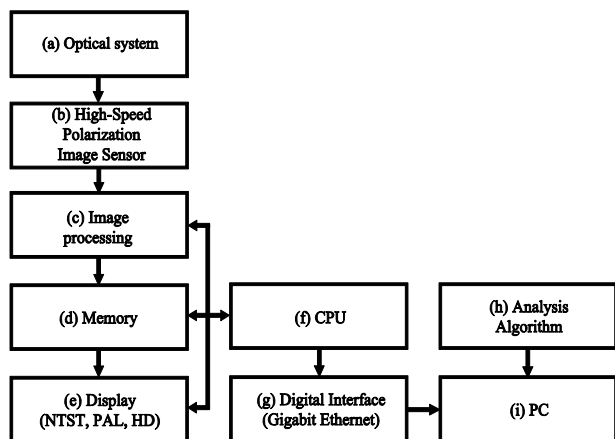 (a) Optical system
(b) High-Speed
Polarization
Image Sensor
(c) Image
processing
(d) Memory
(e) Display
(NTST, PAL, HD)
(f) CPU
(g) Digital Interface
(Gigabit Ethernet)
(h) Analysis
Algorithm
(i) PC